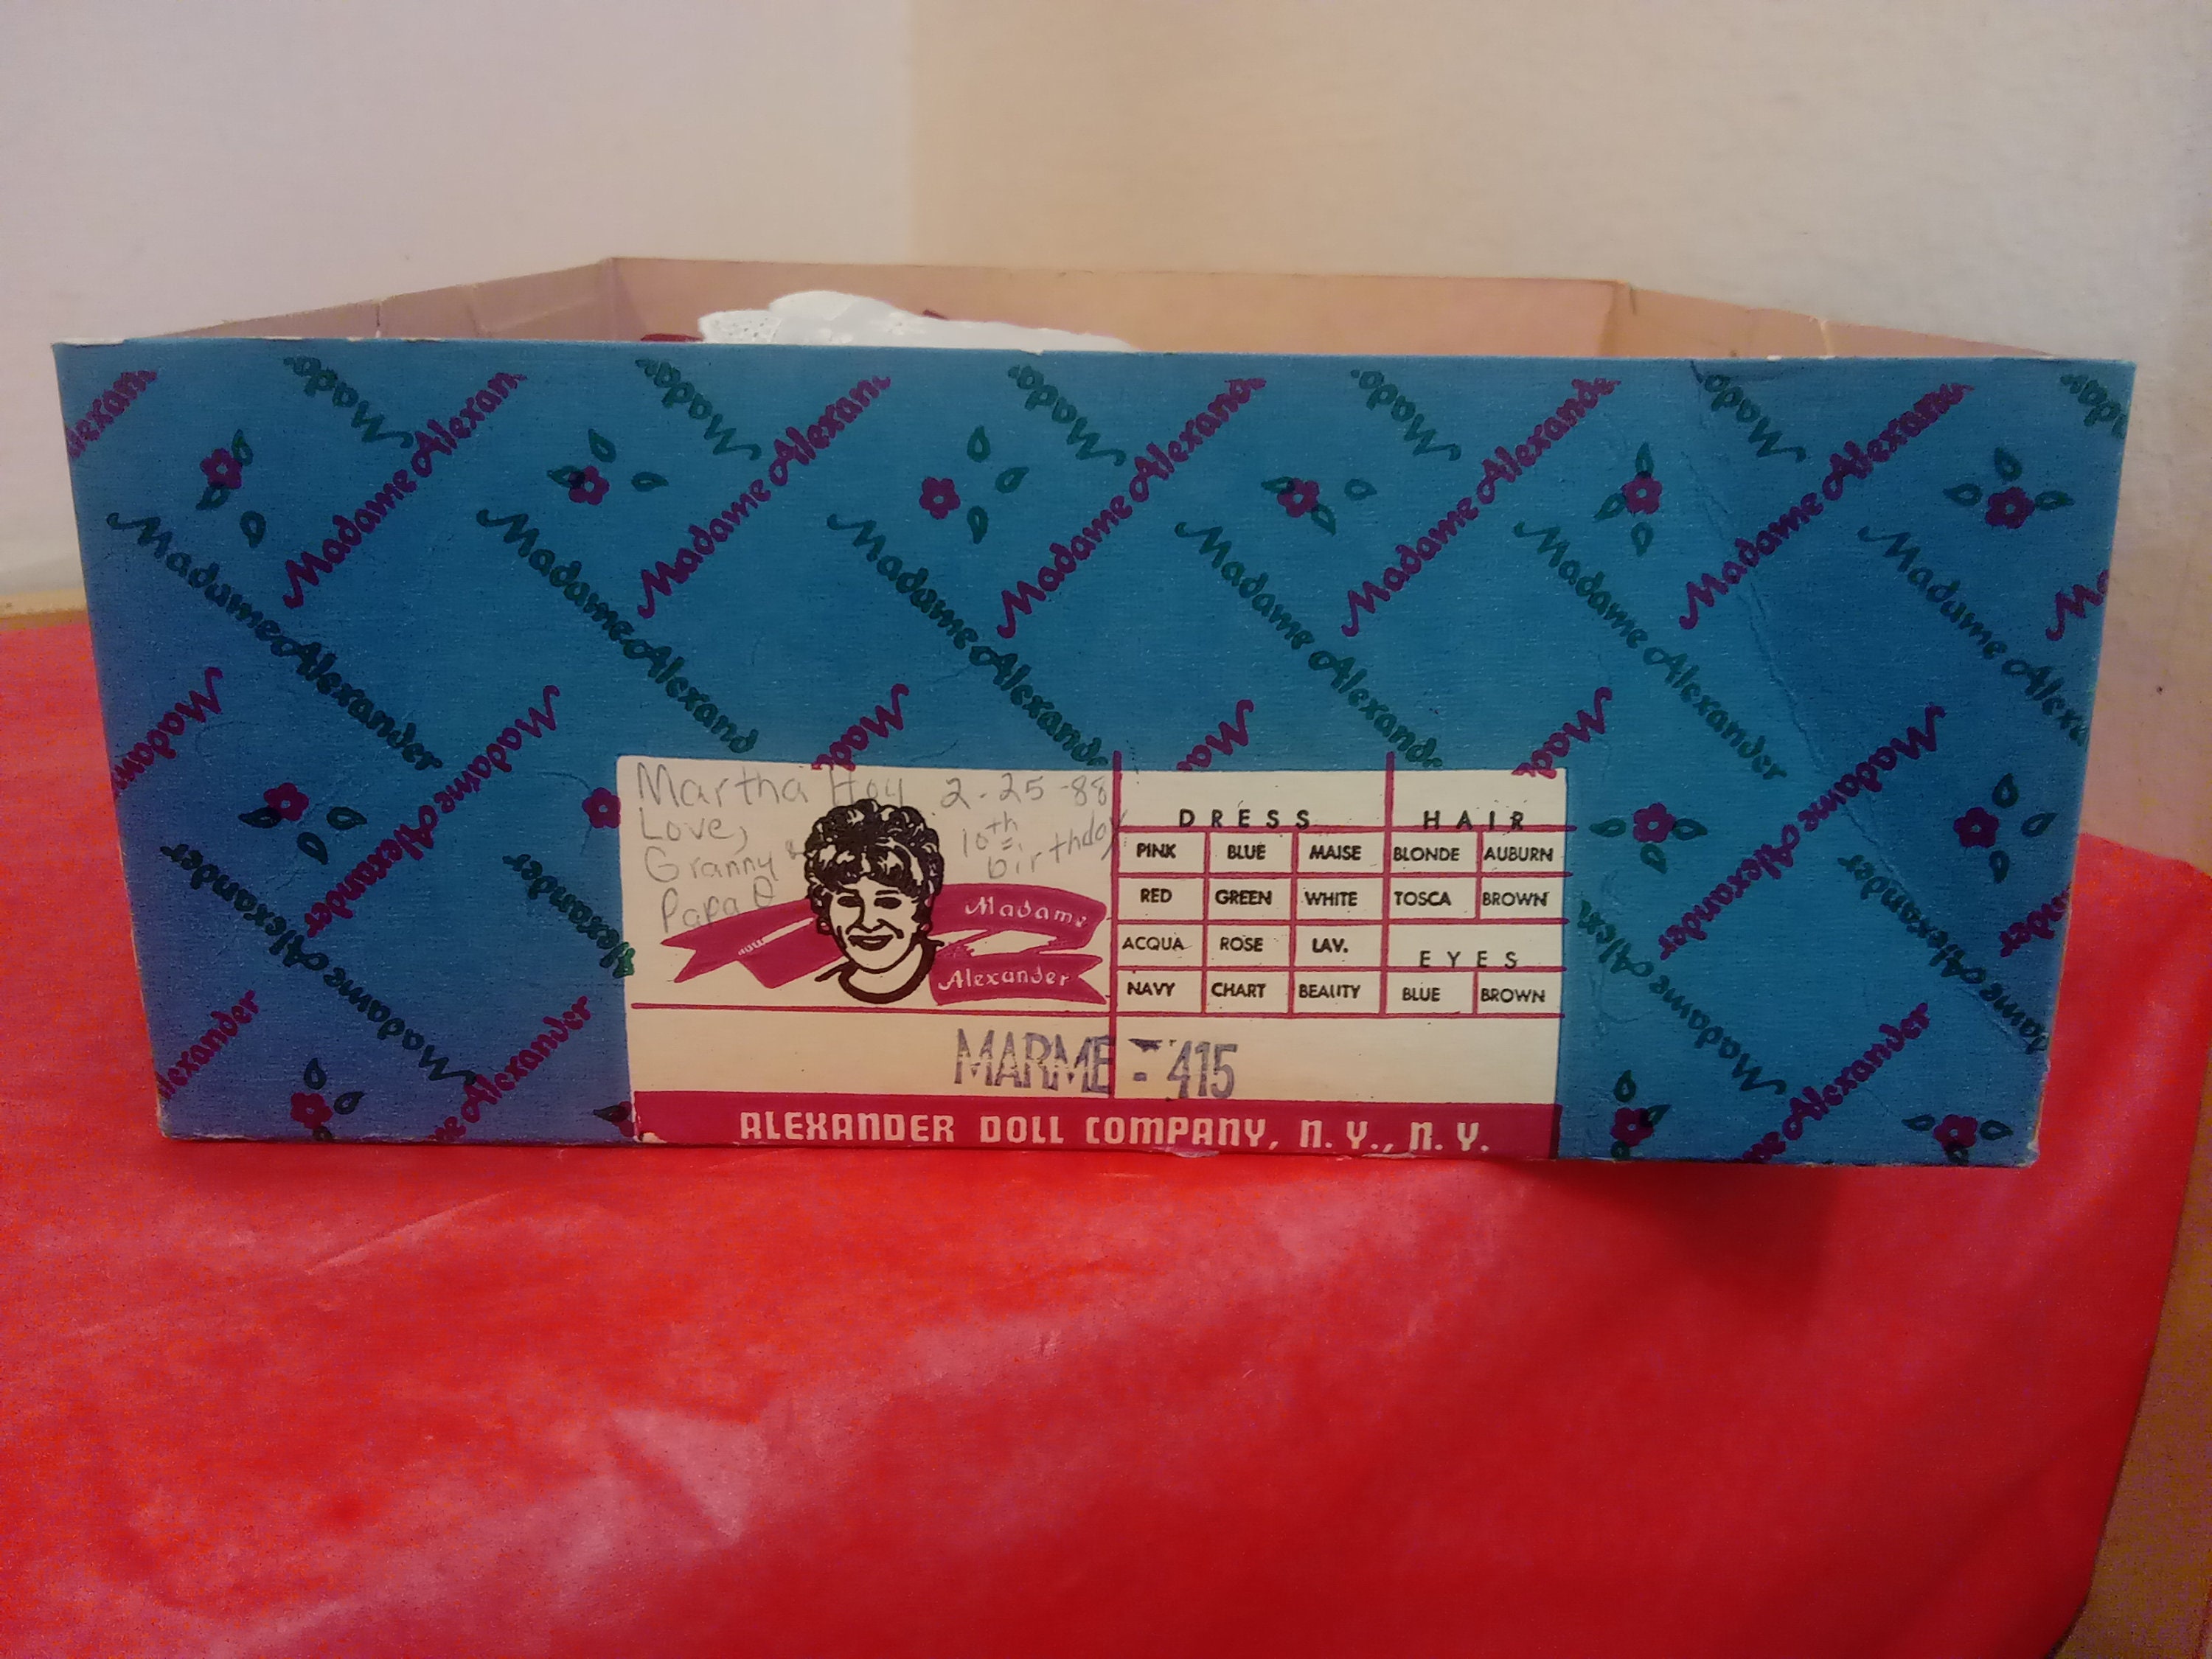 Madame Alexander
Martha Hoy 2-25-88
Love, 10th
Granny & birthday
Papa
Madame
Alexander
DRESS HAIR
PINK BLUE MAISE BLONDE AUBURN
RED GREEN WHITE TOSCA BROWN
ACQUA ROSE LAV. EYES
NAVY CHART BEAUTY BLUE BROWN
MARME - 415
ALEXANDER DOLL COMPANY, N.Y., N.Y.